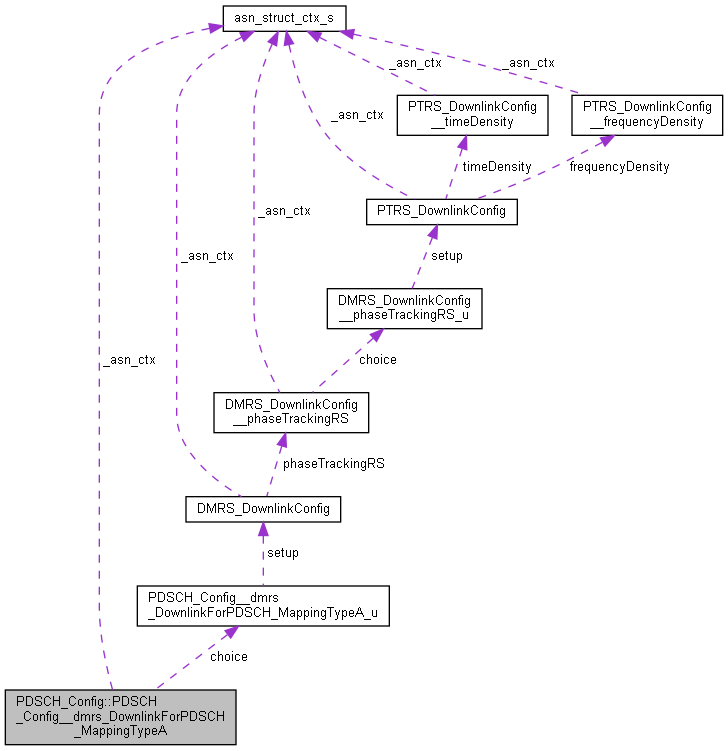 asn_struct_ctx_s
_asn_ctx
_asn_ctx
PTRS_DownlinkConfig
__timeDensity
PTRS_DownlinkConfig
__frequencyDensity
_asn_ctx
timeDensity
frequencyDensity
PTRS_DownlinkConfig
_asn_ctx
_asn_ctx
setup
DMRS_DownlinkConfig
__phaseTrackingRS_u
_asn_ctx
choice
DMRS_DownlinkConfig
__phaseTrackingRS
phaseTrackingRS
DMRS_DownlinkConfig
setup
PDSCH_Config__dmrs
_DownlinkForPDSCH_MappingTypeA_u
choice
PDSCH_Config::PDSCH
_Config__dmrs_DownlinkForPDSCH
_MappingTypeA